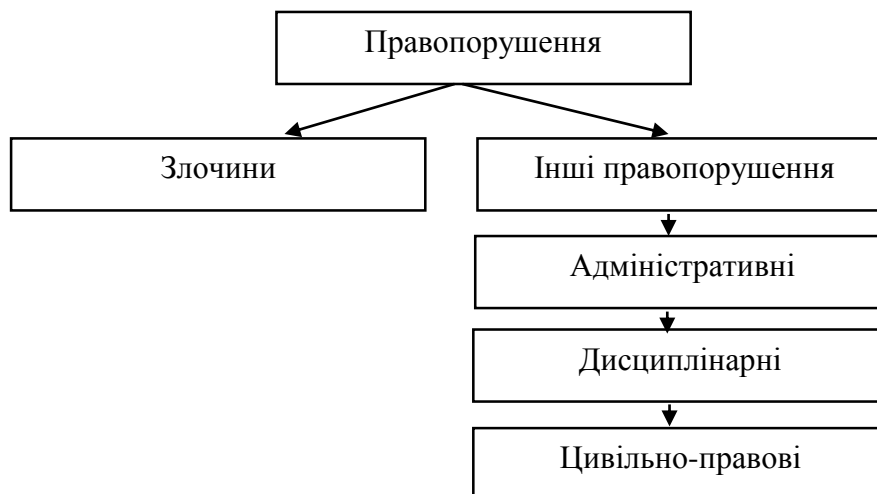 Правопорушення
Злочини
Інші правопорушення
Адміністративні
Дисциплінарні
Цивільно-правові